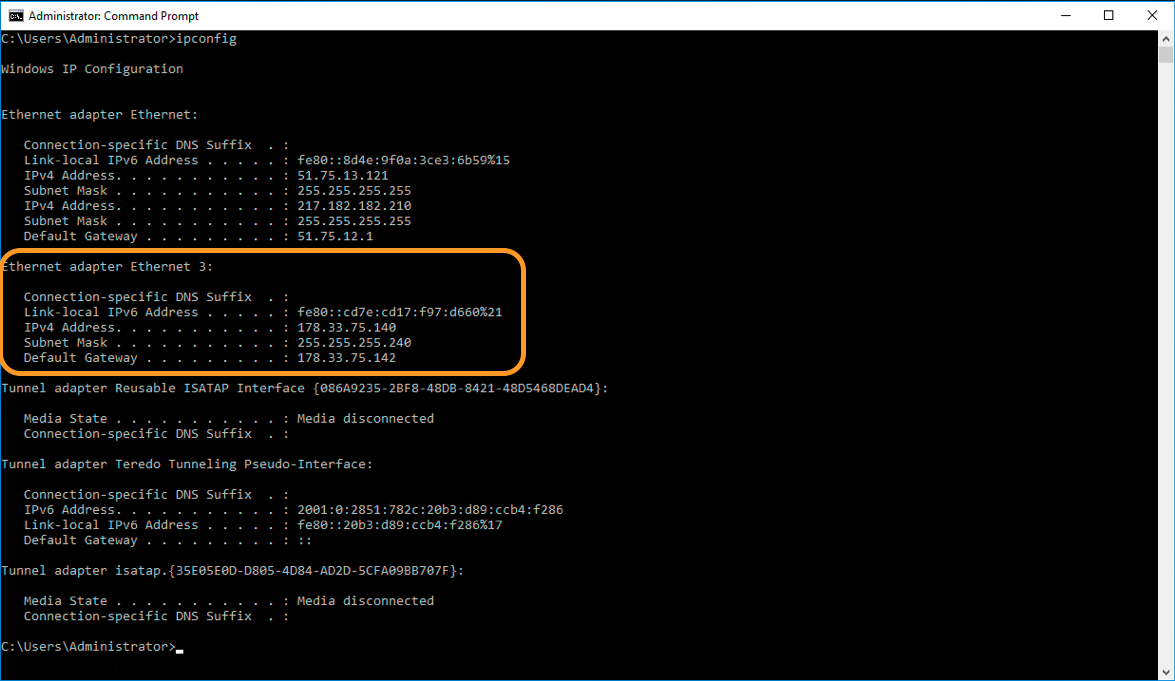 Administrator: Command Prompt
C:\Users\Administrator>ipconfig
Windows IP Configuration
Ethernet adapter Ethernet:
Connection-specific DNS Suffix  . :
Link-local IPv6 Address . . . . . : fe80::8d4e:9f0a:3ce3:6b59%15
IPv4 Address. . . . . . . . . . . : 51.75.13.121
Subnet Mask . . . . . . . . . . . : 255.255.255.255
IPv4 Address. . . . . . . . . . . : 217.182.182.210
Subnet Mask . . . . . . . . . . . : 255.255.255.255
Default Gateway . . . . . . . . . : 51.75.12.1
Ethernet adapter Ethernet 3:
Connection-specific DNS Suffix  . :
Link-local IPv6 Address . . . . . : fe80::cd7e:cd17:f97:d660%21
IPv4 Address. . . . . . . . . . . : 178.33.75.140
Subnet Mask . . . . . . . . . . . : 255.255.255.240
Default Gateway . . . . . . . . . : 178.33.75.142
Tunnel adapter Reusable ISATAP Interface {086A9235-2BF8-48DB-8421-48D5468DEAD4}:
Media State . . . . . . . . . . . : Media disconnected
Connection-specific DNS Suffix  . :
Tunnel adapter Teredo Tunneling Pseudo-Interface:
Connection-specific DNS Suffix  . :
IPv6 Address. . . . . . . . . . . : 2001:0:2851:782c:20b3:d89:ccb4:f286
Link-local IPv6 Address . . . . . : fe80::20b3:d89:ccb4:f286%17
Default Gateway . . . . . . . . . : ::
Tunnel adapter isatap.{35E05E0D-D805-4D84-AD2D-5CFA09BB707F}:
Media State . . . . . . . . . . . : Media disconnected
Connection-specific DNS Suffix  . :
C:\Users\Administrator>